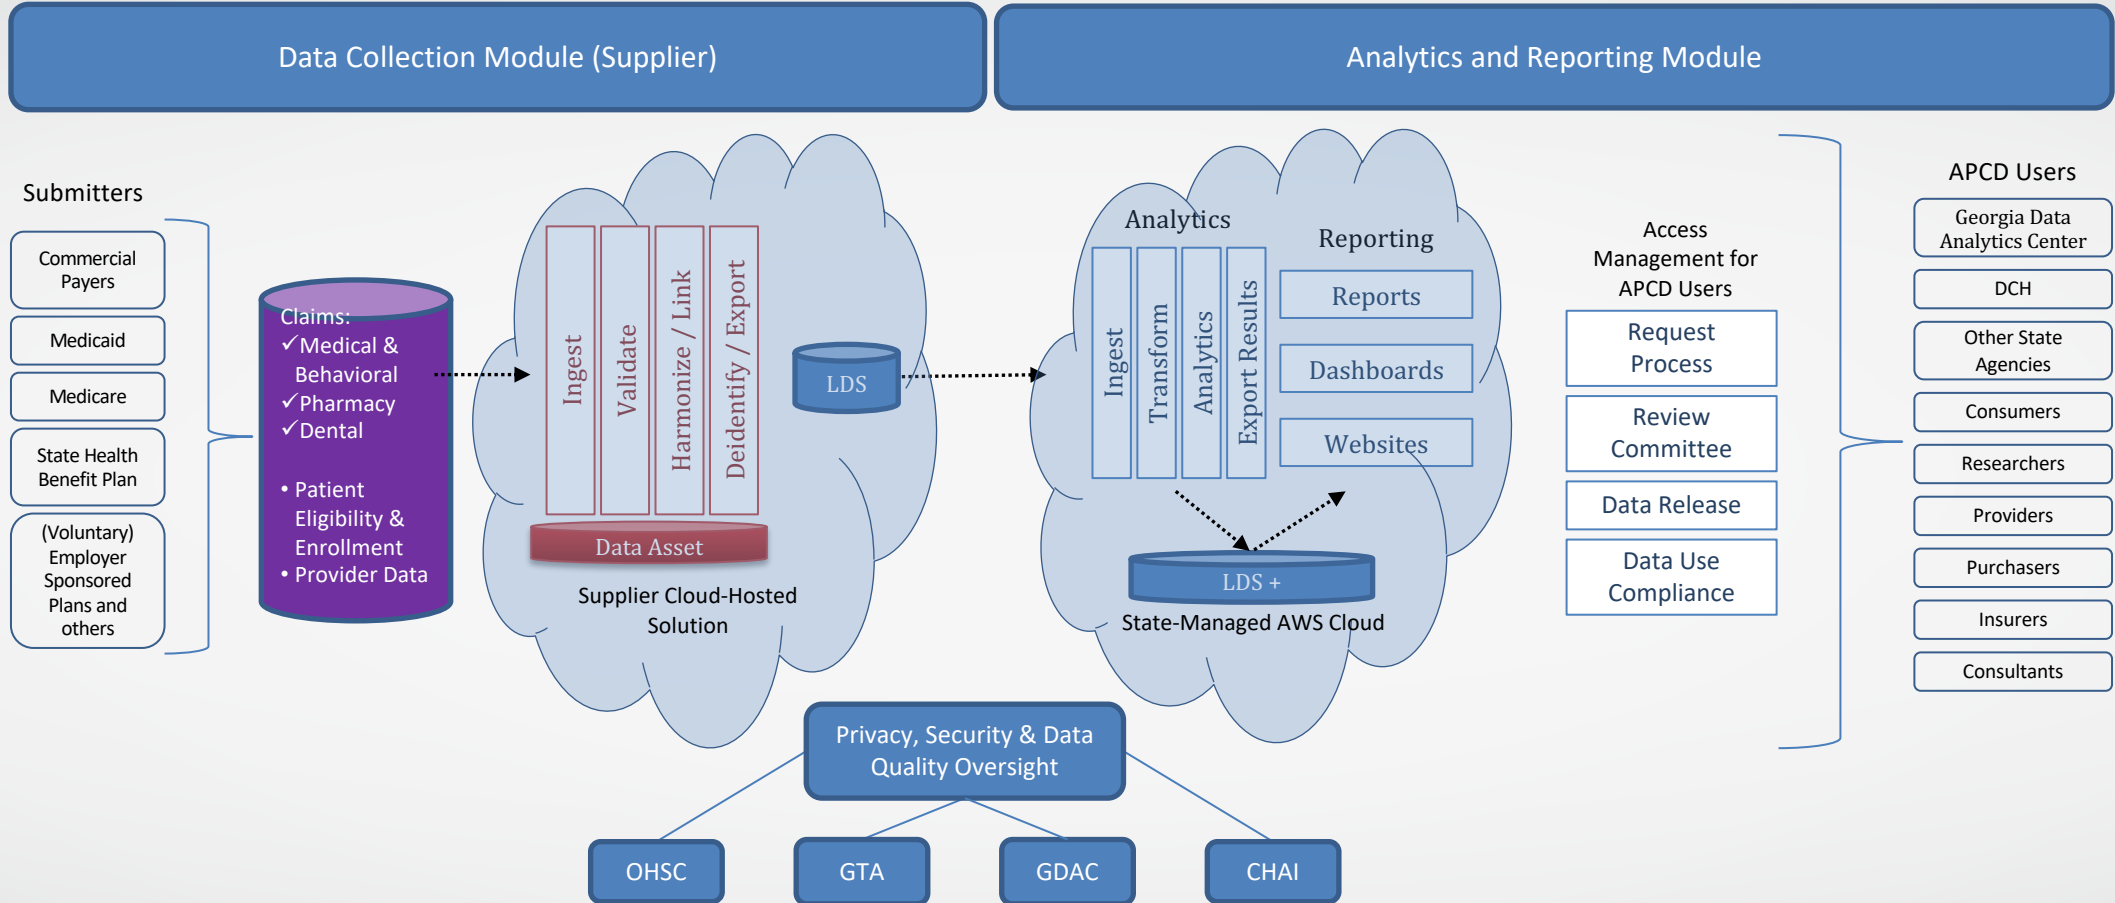 Data Collection Module (Supplier)
Analytics and Reporting Module
Submitters
Commercial
Payers
Medicaid
Medicare
State Health
Benefit Plan
(Voluntary)
Employer
Sponsored
Plans and
others
Claims:
✓Medical &
Behavioral
✓Pharmacy
✓Dental
• Patient
Eligibility &
Enrollment
• Provider Data
Ingest
Validate
Harmonize / Link
Deidentify / Export
Data Asset
LDS
Supplier Cloud-Hosted
Solution
Analytics
Ingest
Transform
Analytics
Export Results
Reporting
Reports
Dashboards
Websites
LDS +
State-Managed AWS Cloud
Access
Management for
APCD Users
Request
Process
Review
Committee
Data Release
Data Use
Compliance
APCD Users
Georgia Data
Analytics Center
DCH
Other State
Agencies
Consumers
Researchers
Providers
Purchasers
Insurers
Consultants
Privacy, Security & Data
Quality Oversight
OHSC
GTA
GDAC
CHAI